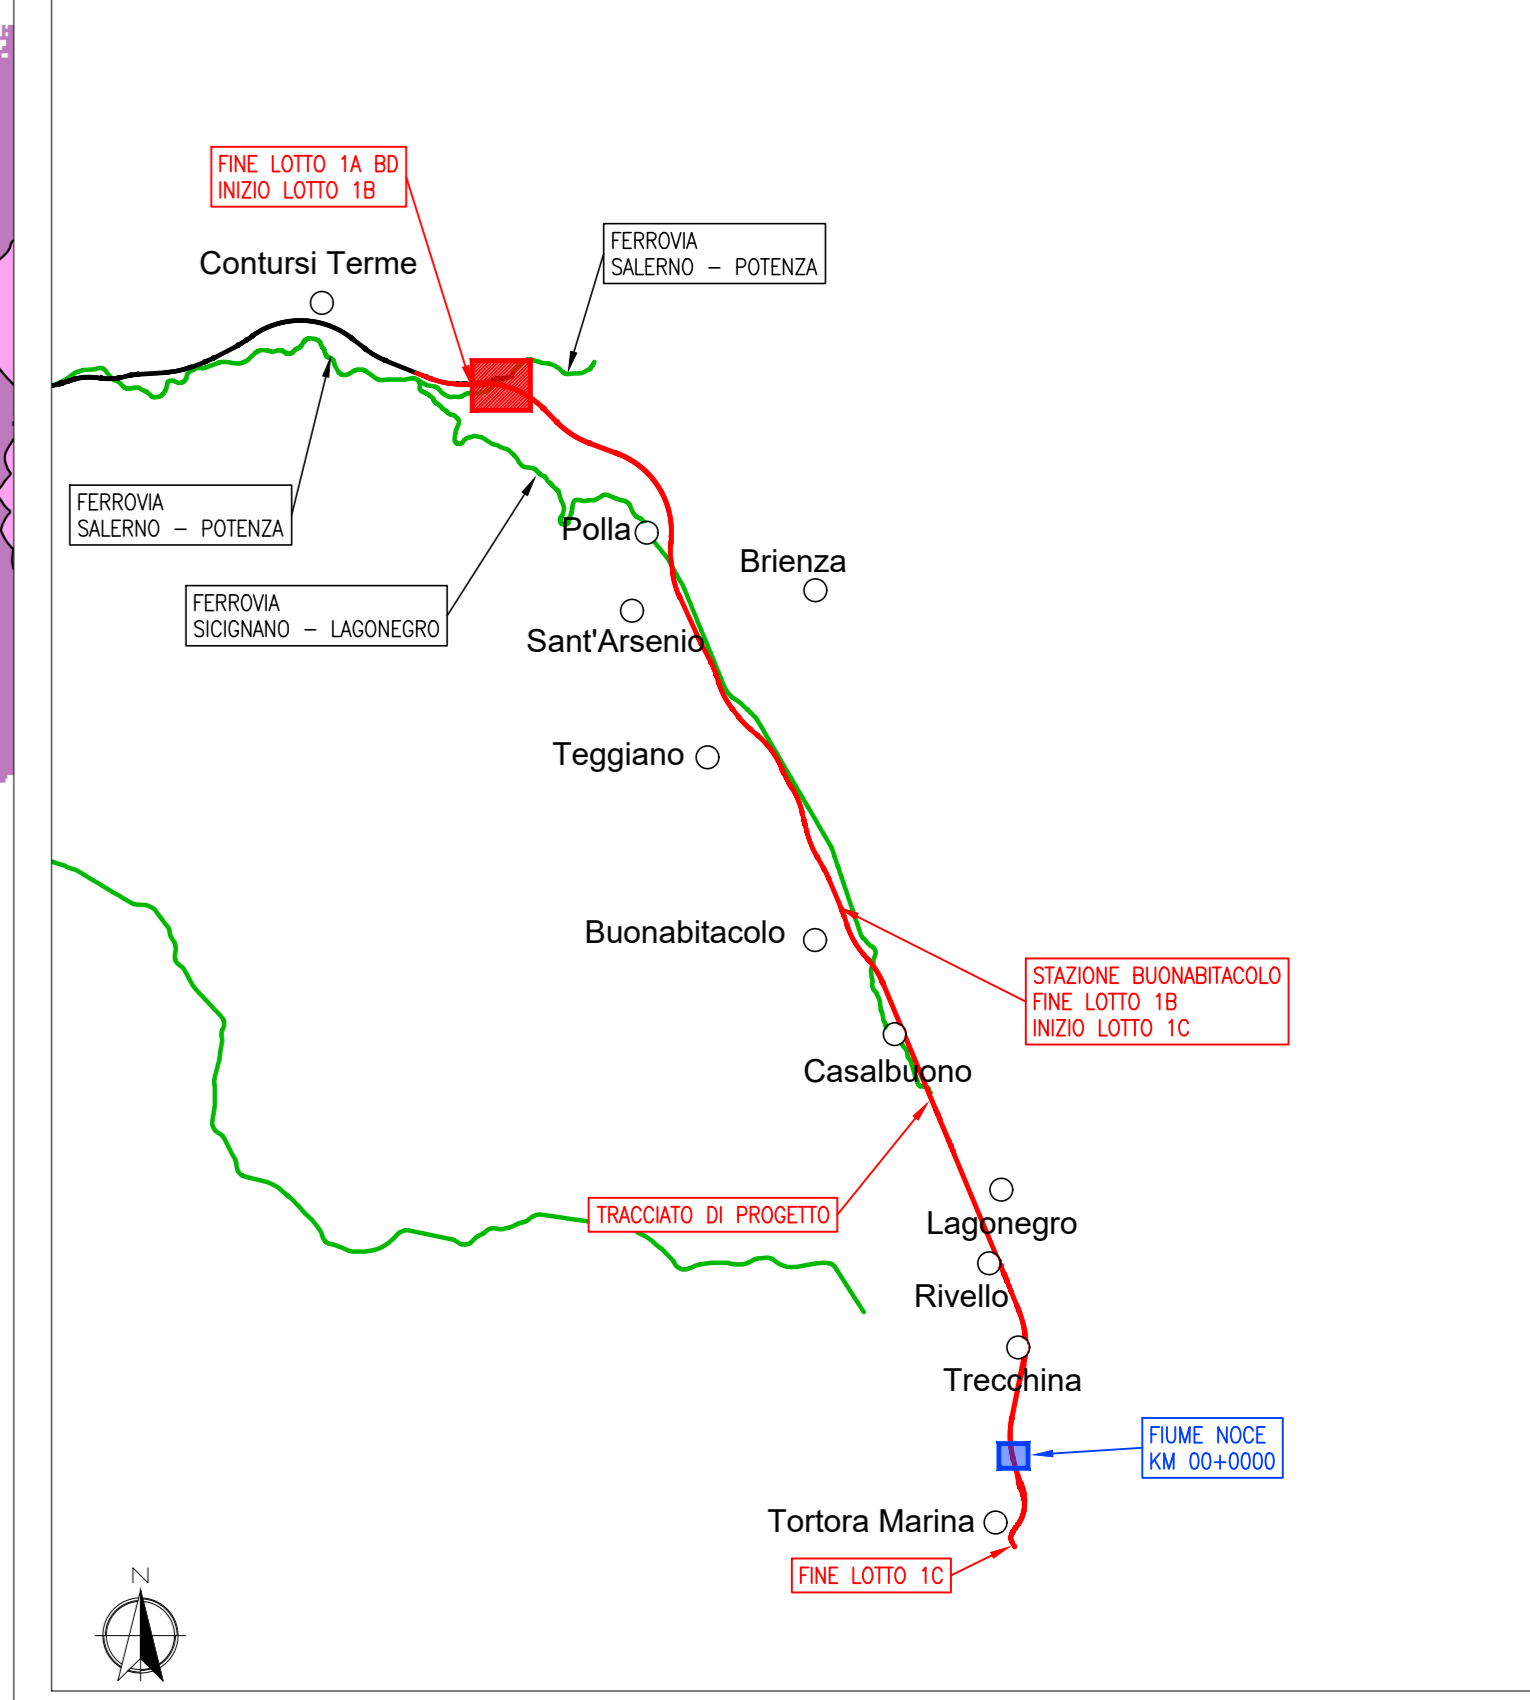 FINE LOTTO 1A BD
INIZIO LOTTO 1B
FERROVIA
SALERNO – POTENZA
Contursi Terme
FERROVIA
SALERNO – POTENZA
Polla
Brienza
FERROVIA
SICIGNANO – LAGONEGRO
Sant'Arsenio
Teggiano
Buonabitacolo
STAZIONE BUONABITACOLO
FINE LOTTO 1B
INIZIO LOTTO 1C
Casalbuono
TRACCIATO DI PROGETTO
Lagonegro
Rivello
Trecchina
FIUME NOCE
KM 00+0000
Tortora Marina
FINE LOTTO 1C
N